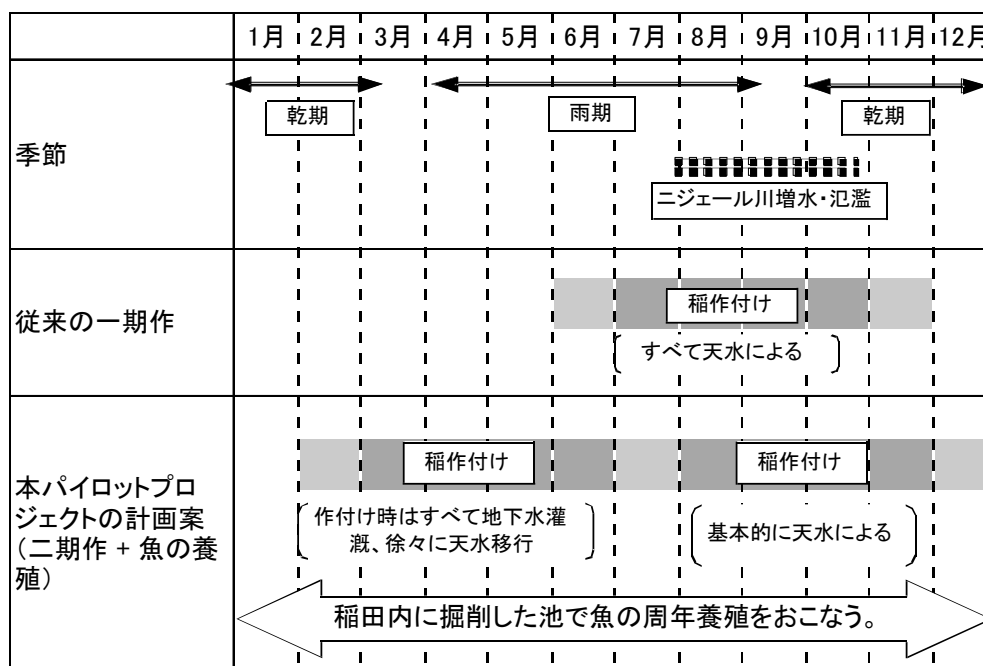 1月 2月 3月 4月 5月 6月 7月 8月 9月 10月 11月 12月
季節
乾期
雨期
乾期
ニジェール川増水・氾濫
従来の一期作
稲作付け
すべて天水による
本パイロットプロ
ジェクトの計画案
(二期作 + 魚の養
殖)
稲作付け
稲作付け
作付け時はすべて地下水灌
漑、徐々に天水移行
基本的に天水による
稲田内に掘削した池で魚の周年養殖をおこなう。